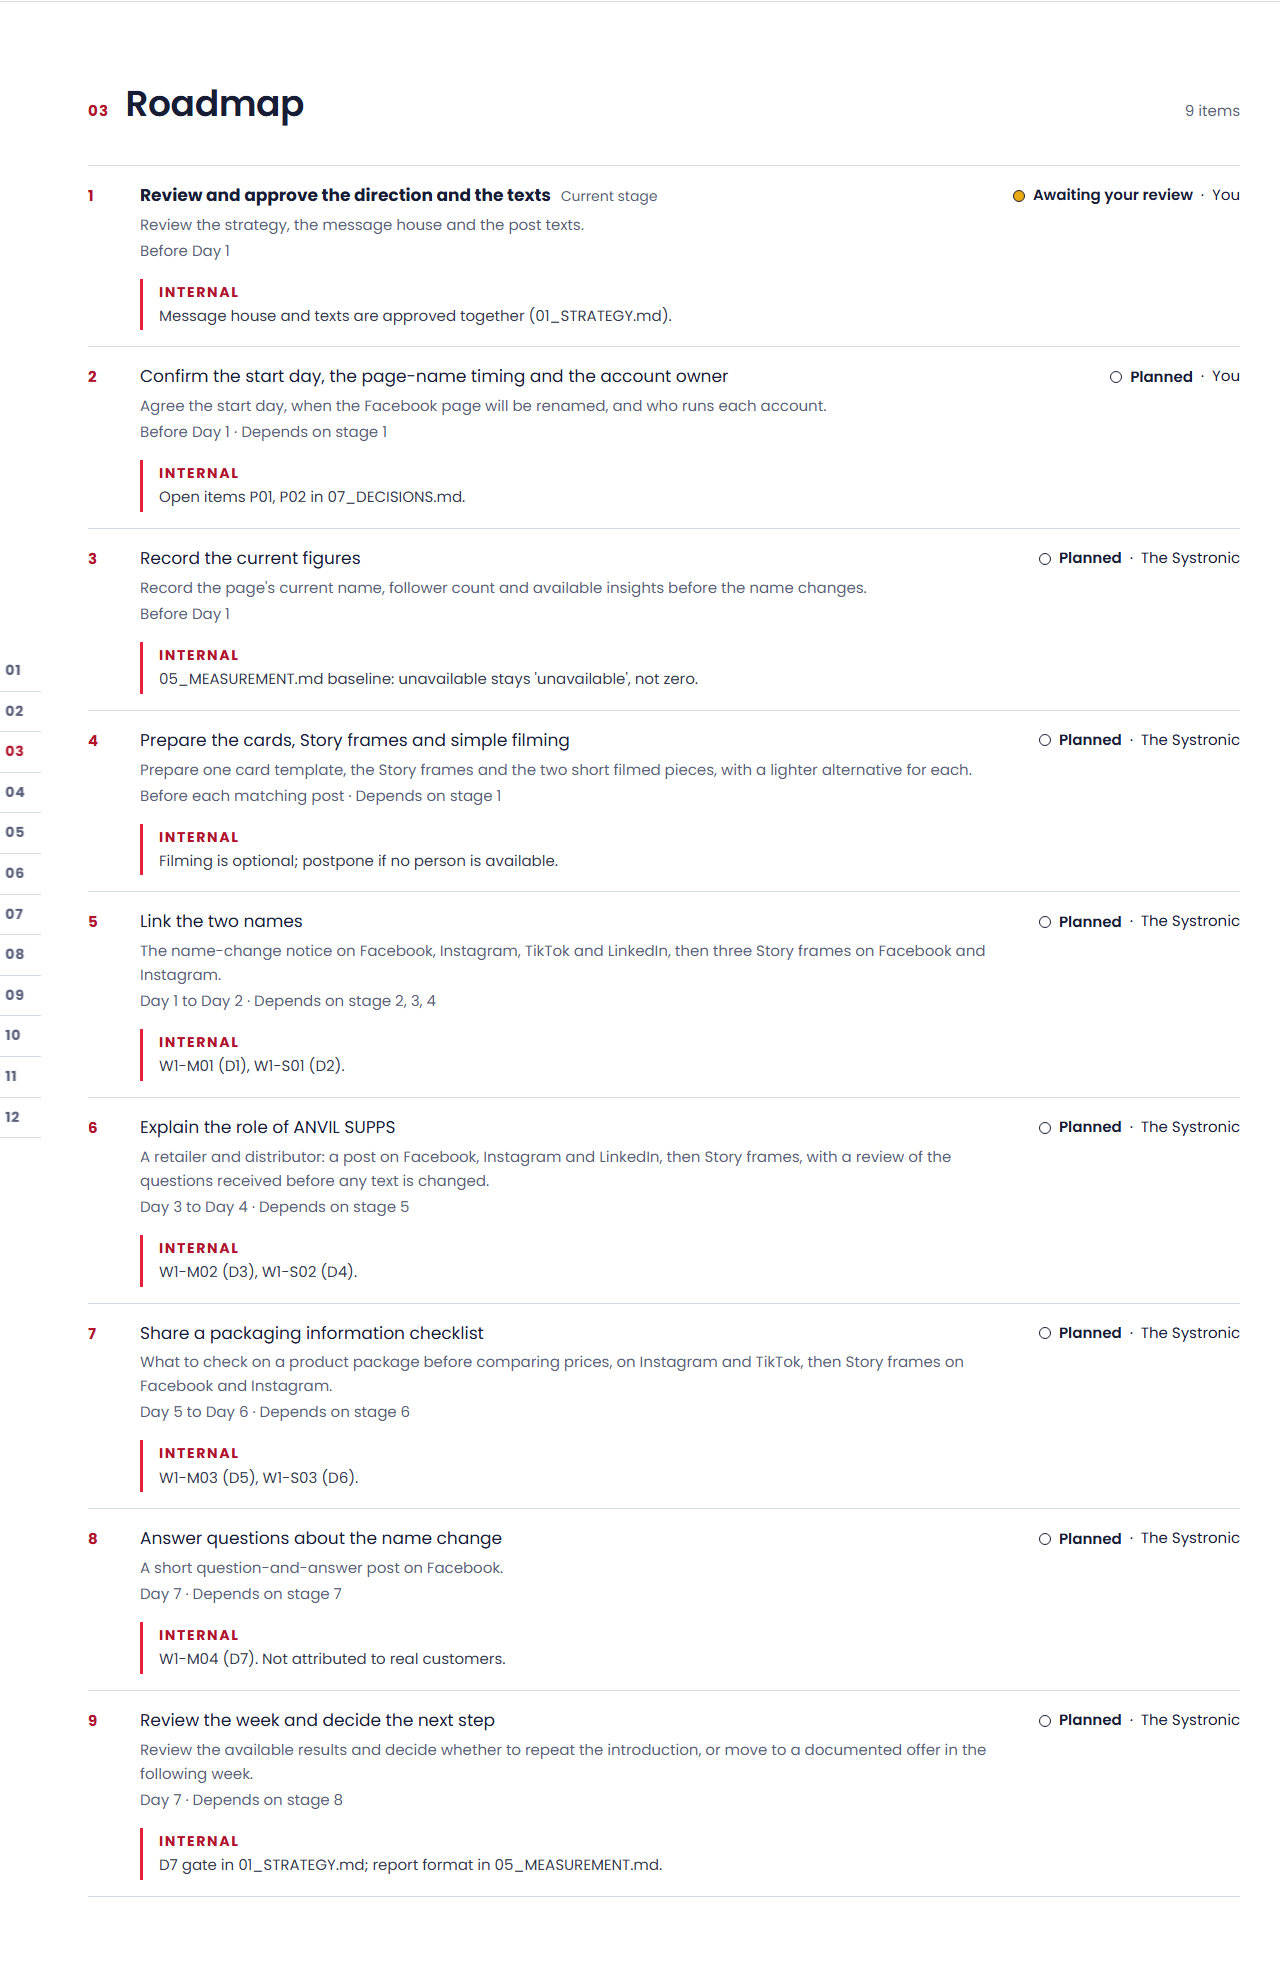 03 Roadmap 9 items
1 Review and approve the direction and the texts Current stage Awaiting your review · You
Review the strategy, the message house and the post texts.
Before Day 1
INTERNAL
Message house and texts are approved together (01_STRATEGY.md).
2 Confirm the start day, the page-name timing and the account owner Planned · You
Agree the start day, when the Facebook page will be renamed, and who runs each account.
Before Day 1 · Depends on stage 1
INTERNAL
Open items P01, P02 in 07_DECISIONS.md.
3 Record the current figures Planned · The Systronic
Record the page's current name, follower count and available insights before the name changes.
Before Day 1
INTERNAL
05_MEASUREMENT.md baseline: unavailable stays 'unavailable', not zero.
4 Prepare the cards, Story frames and simple filming Planned · The Systronic
Prepare one card template, the Story frames and the two short filmed pieces, with a lighter alternative for each.
Before each matching post · Depends on stage 1
INTERNAL
Filming is optional; postpone if no person is available.
5 Link the two names Planned · The Systronic
The name-change notice on Facebook, Instagram, TikTok and LinkedIn, then three Story frames on Facebook and
Instagram.
Day 1 to Day 2 · Depends on stage 2, 3, 4
INTERNAL
W1-M01 (D1), W1-S01 (D2).
6 Explain the role of ANVIL SUPPS Planned · The Systronic
A retailer and distributor: a post on Facebook, Instagram and LinkedIn, then Story frames, with a review of the
questions received before any text is changed.
Day 3 to Day 4 · Depends on stage 5
INTERNAL
W1-M02 (D3), W1-S02 (D4).
7 Share a packaging information checklist Planned · The Systronic
What to check on a product package before comparing prices, on Instagram and TikTok, then Story frames on
Facebook and Instagram.
Day 5 to Day 6 · Depends on stage 6
INTERNAL
W1-M03 (D5), W1-S03 (D6).
8 Answer questions about the name change Planned · The Systronic
A short question-and-answer post on Facebook.
Day 7 · Depends on stage 7
INTERNAL
W1-M04 (D7). Not attributed to real customers.
9 Review the week and decide the next step Planned · The Systronic
Review the available results and decide whether to repeat the introduction, or move to a documented offer in the
following week.
Day 7 · Depends on stage 8
INTERNAL
D7 gate in 01_STRATEGY.md; report format in 05_MEASUREMENT.md.
01
02
03
04
05
06
07
08
09
10
11
12